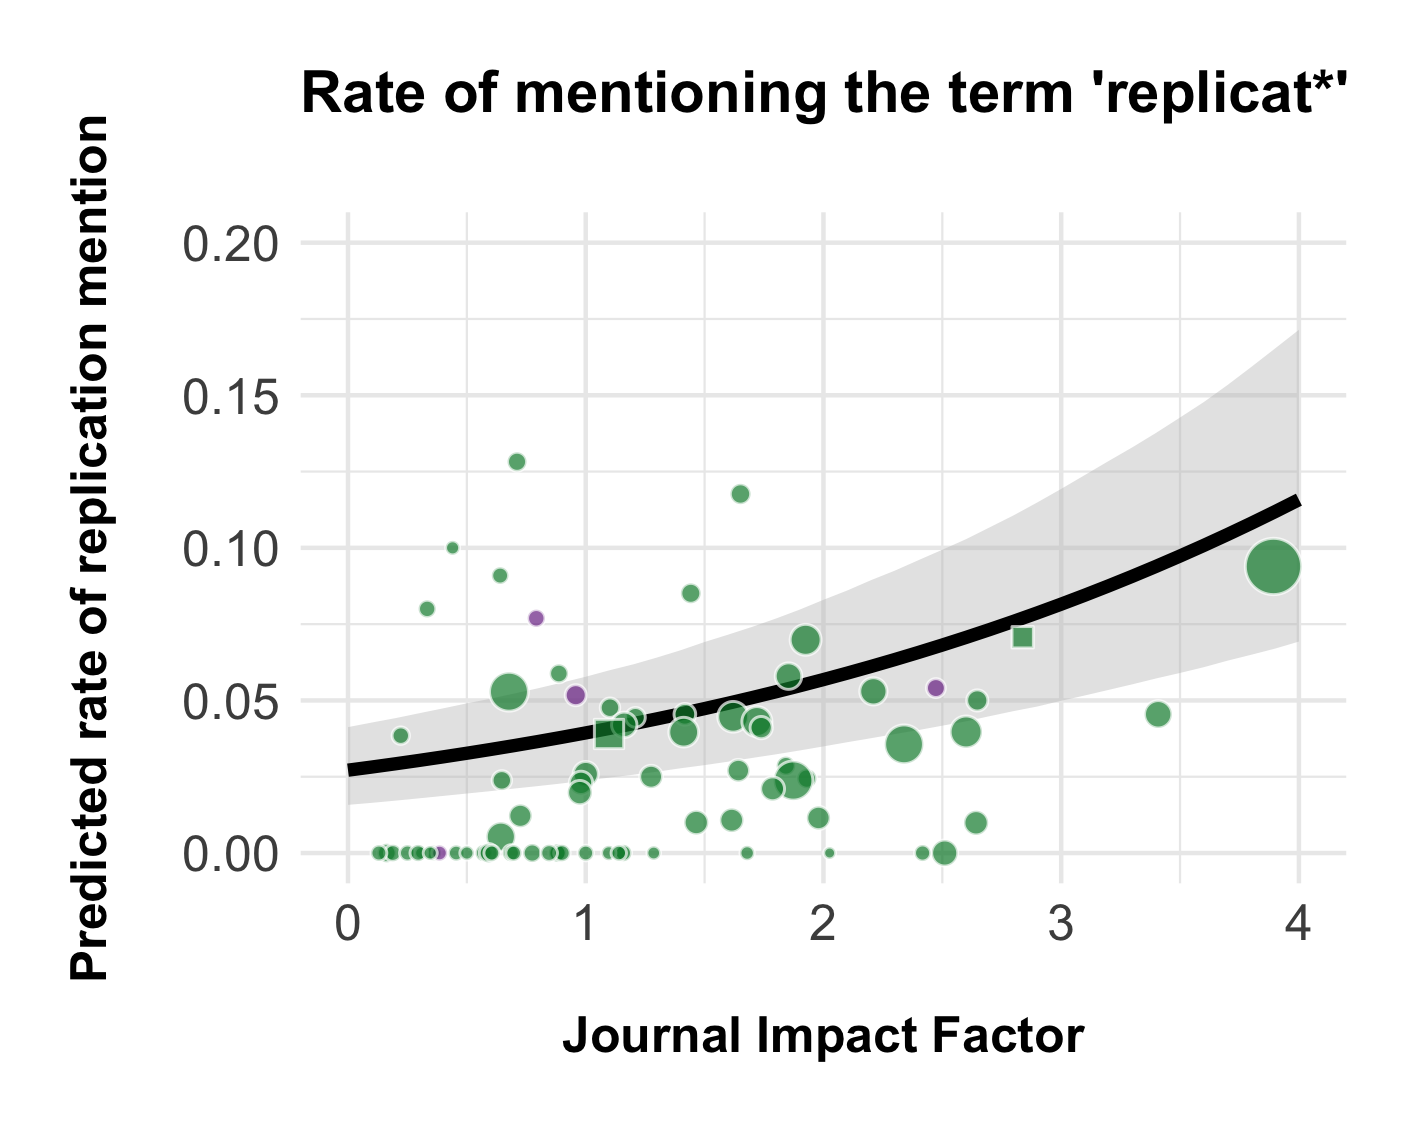 Rate of mentioning the term 'replicat*'
Predicted rate of replication mention
0.20
0.15
0.10
0.05
0.00
0 1 2 3 4
Journal Impact Factor